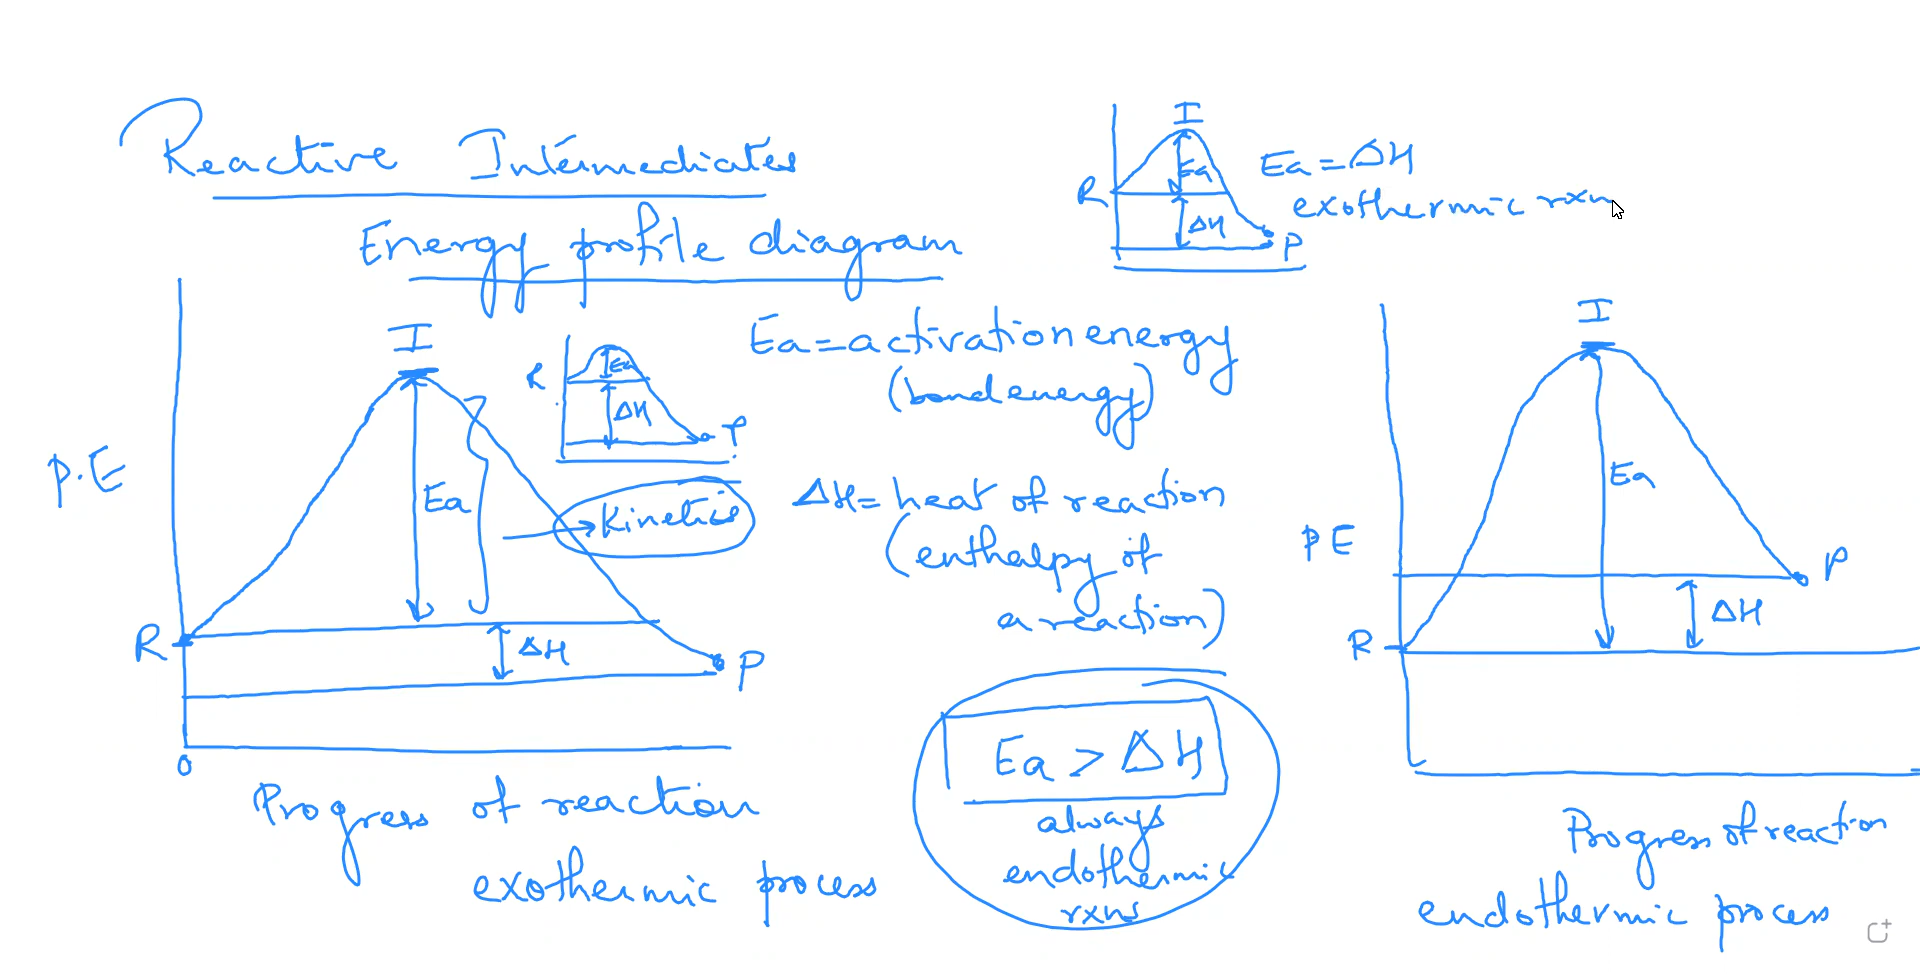 Reactive Intermediates
Energy profile diagram
I
R
Ea
ΔH
P
Ea = ΔH
exothermic rxn
P.E
I
Ea
R
ΔH
P
O
Kinetics
Progress of reaction
exothermic process
R
Ea
ΔH
P
Ea = activation energy
(bond energy)
ΔH = heat of reaction
(enthalpy of
a reaction)
Ea > ΔH
always
endothermic
rxns
I
PE
Ea
P
ΔH
R
Progress of reaction
endothermic process